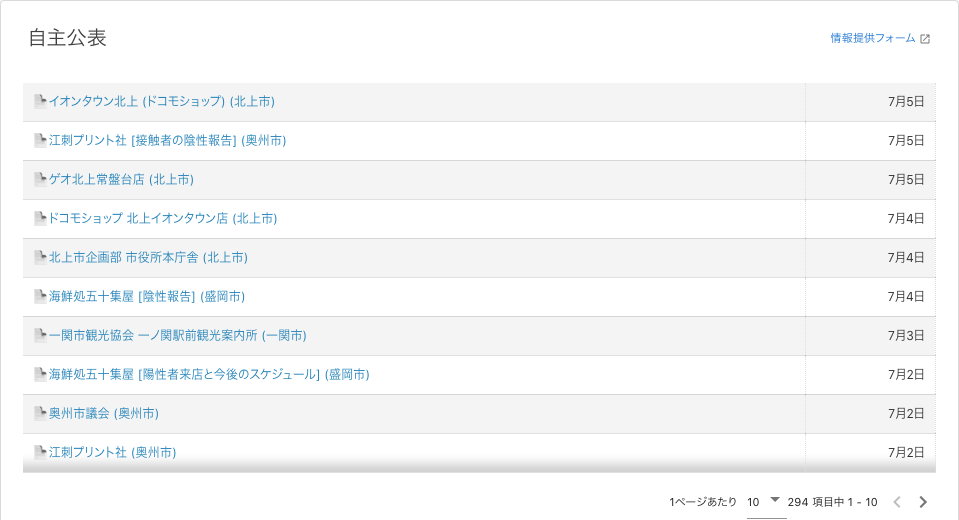 自主公表
情報提供フォーム
イオンタウン北上 (ドコモショップ) (北上市) 7月5日
江刺プリント社 [接触者の陰性報告] (奥州市) 7月5日
ゲオ北上常盤台店 (北上市) 7月5日
ドコモショップ 北上イオンタウン店 (北上市) 7月4日
北上市企画部 市役所本庁舎 (北上市) 7月4日
海鮮処五十集屋 [陰性報告] (盛岡市) 7月4日
一関市観光協会 一ノ関駅前観光案内所 (一関市) 7月3日
海鮮処五十集屋 [陽性者来店と今後のスケジュール] (盛岡市) 7月2日
奥州市議会 (奥州市) 7月2日
江刺プリント社 (奥州市) 7月2日
1ページあたり 10 294 項目中 1 - 10